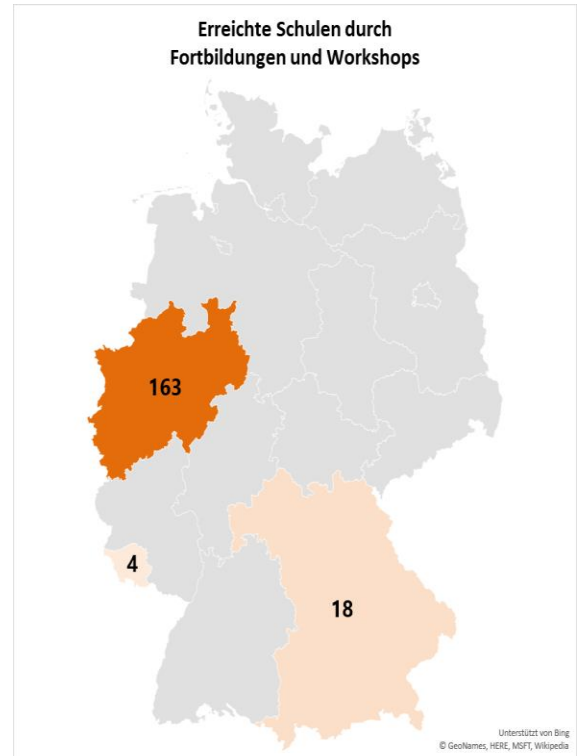 Erreichte Schulen durch
Fortbildungen und Workshops
163
4
18
Unterstützt von Bing
© GeoNames, HERE, MSFT, Wikipedia